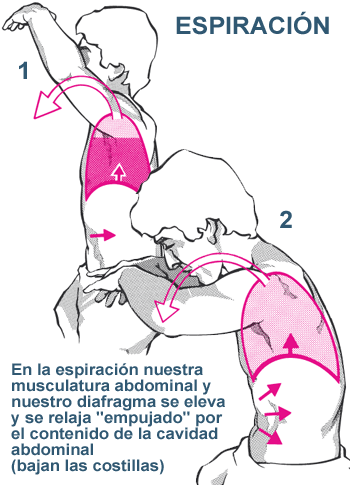 ESPIRACIÓN
1
2
En la espiración nuestra
musculatura abdominal y
nuestro diafragma se eleva
y se relaja "empujado" por
el contenido de la cavidad
abdominal
(bajan las costillas)